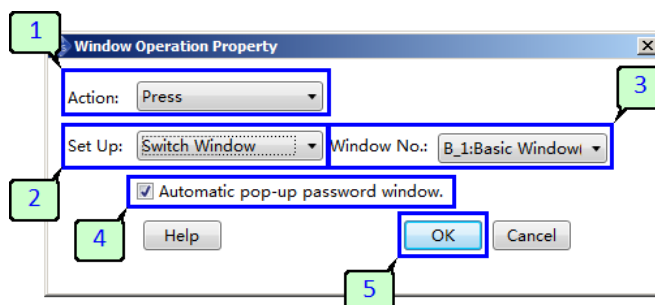 1
Window Operation Property
3
Action: Press
Set Up: Switch Window Window No.: B_1:Basic Window(
2
Automatic pop-up password window.
4
Help OK Cancel
5